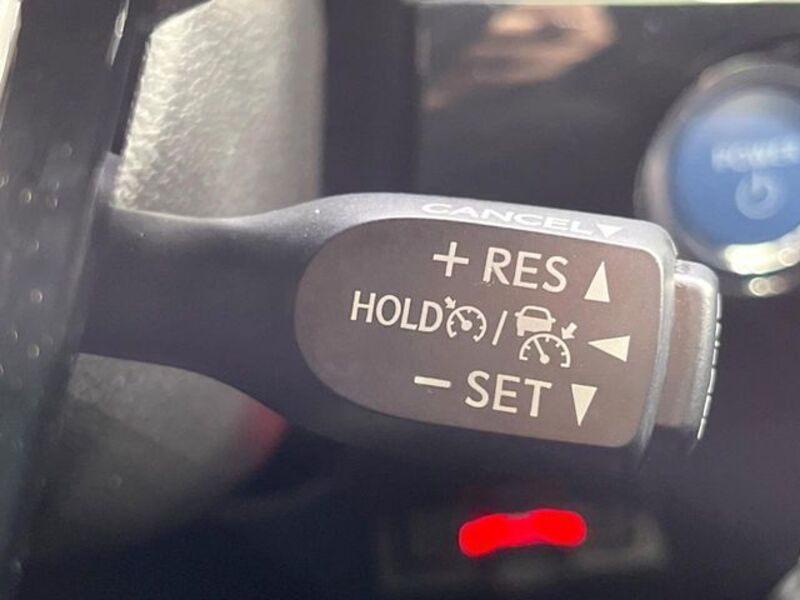 CANCEL▼
+ RES ▲
HOLD / ◀
− SET ▼
POWER